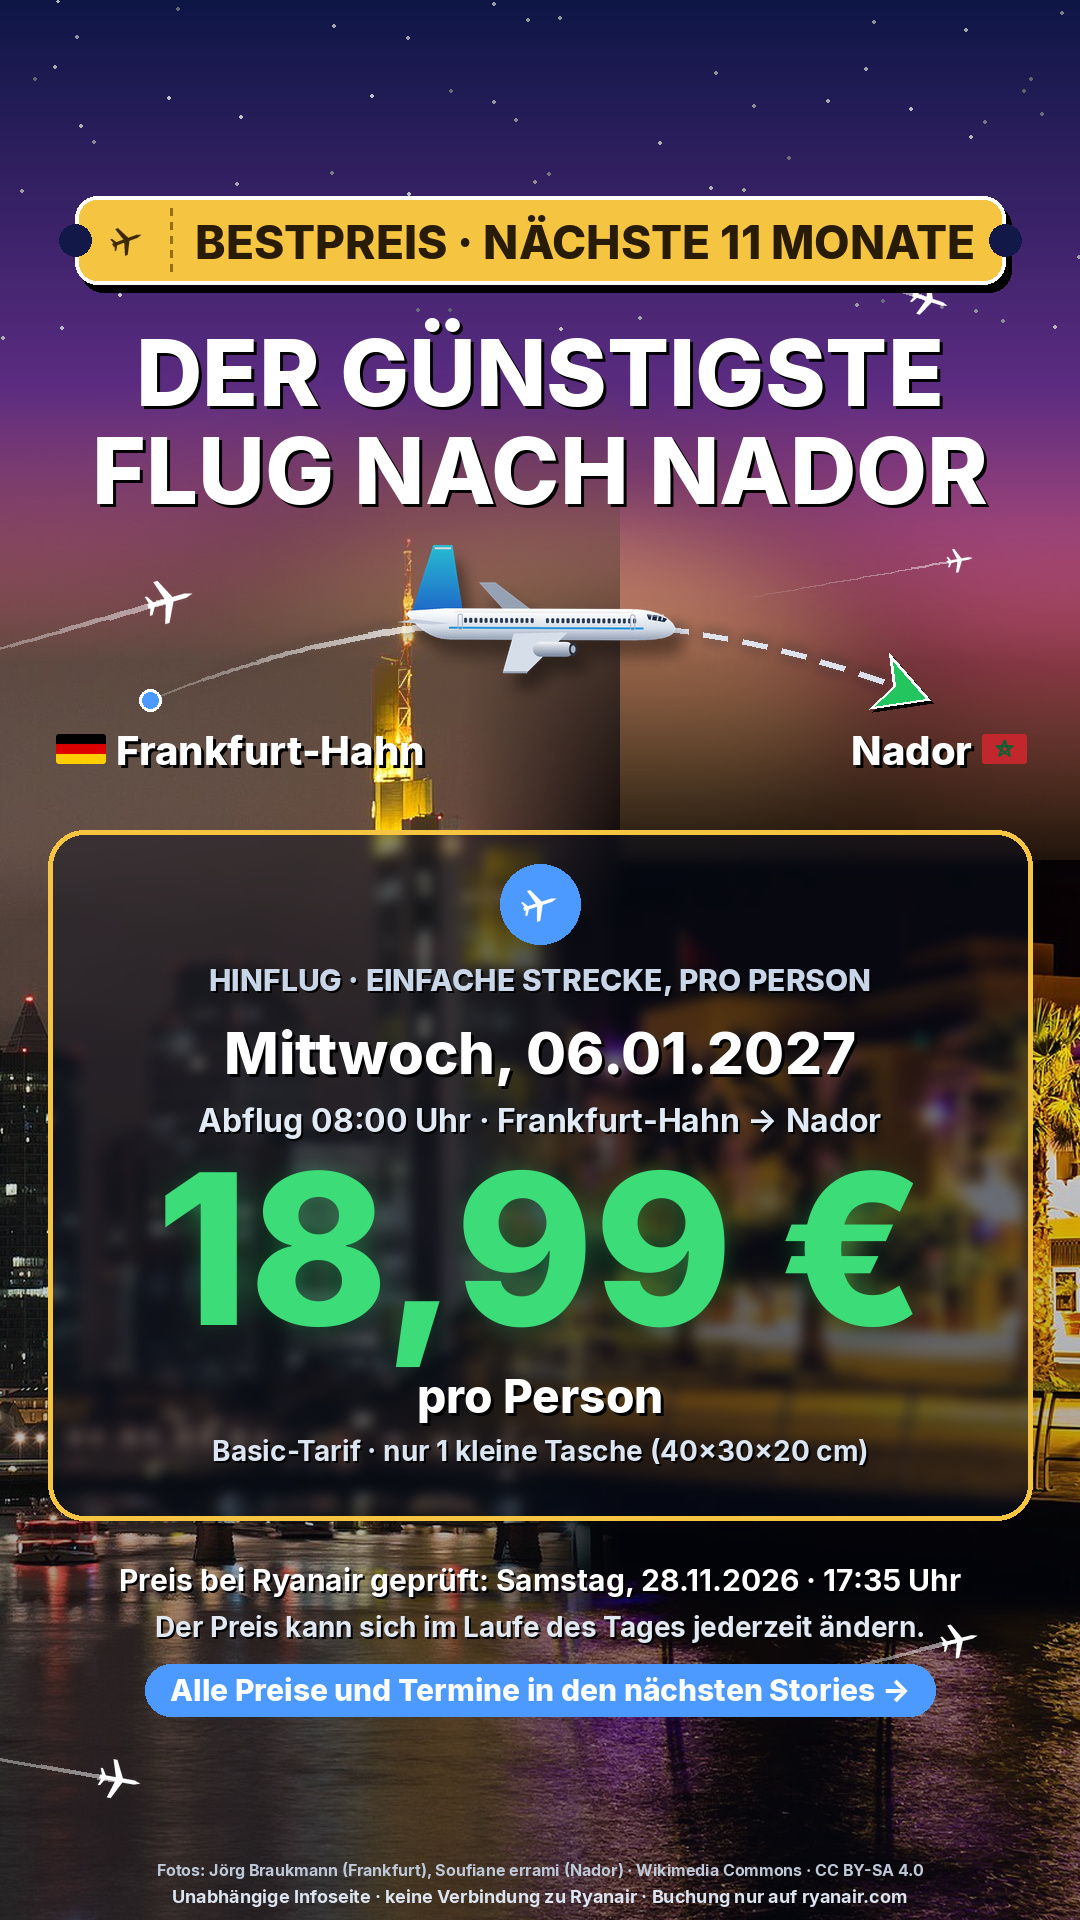 BESTPREIS · NÄCHSTE 11 MONATE
DER GÜNSTIGSTE
FLUG NACH NADOR
Frankfurt-Hahn
Nador
HINFLUG · EINFACHE STRECKE, PRO PERSON
Mittwoch, 06.01.2027
Abflug 08:00 Uhr · Frankfurt-Hahn → Nador
18,99 €
pro Person
Basic-Tarif · nur 1 kleine Tasche (40×30×20 cm)
Preis bei Ryanair geprüft: Samstag, 28.11.2026 · 17:35 Uhr
Der Preis kann sich im Laufe des Tages jederzeit ändern.
Alle Preise und Termine in den nächsten Stories →
Fotos: Jörg Braukmann (Frankfurt), Soufiane errami (Nador) · Wikimedia Commons · CC BY-SA 4.0
Unabhängige Infoseite · keine Verbindung zu Ryanair · Buchung nur auf ryanair.com